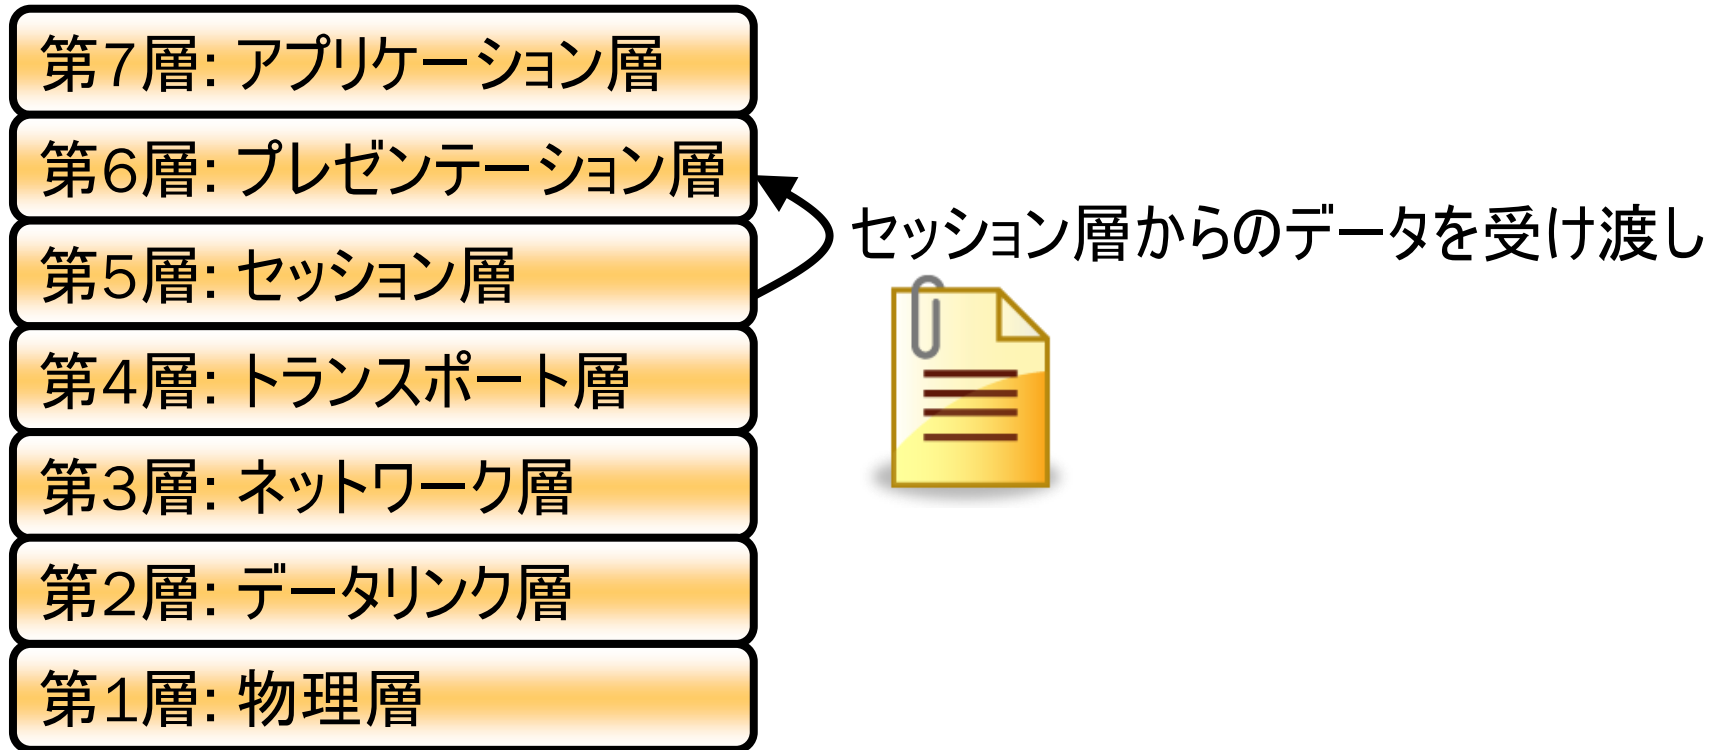 第7層: アプリケーション層
第6層: プレゼンテーション層
セッション層からのデータを受け渡し
第5層: セッション層
第4層: トランスポート層
第3層: ネットワーク層
第2層: データリンク層
第1層: 物理層